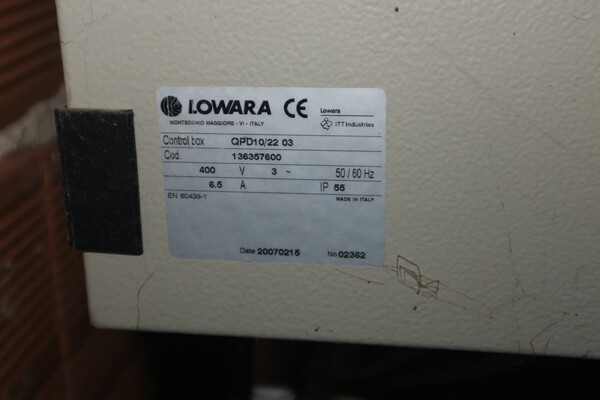 LOWARA CE
MONTECCHIO MAGGIORE - VI - ITALY
Lowara
ITT Industries
Control box QPD10/22 03
Cod. 136357600
400 V 3 ~ 50 / 60 Hz
6.5 A IP 55
EN 60439-1 MADE IN ITALY
Date 20070215 No 02362